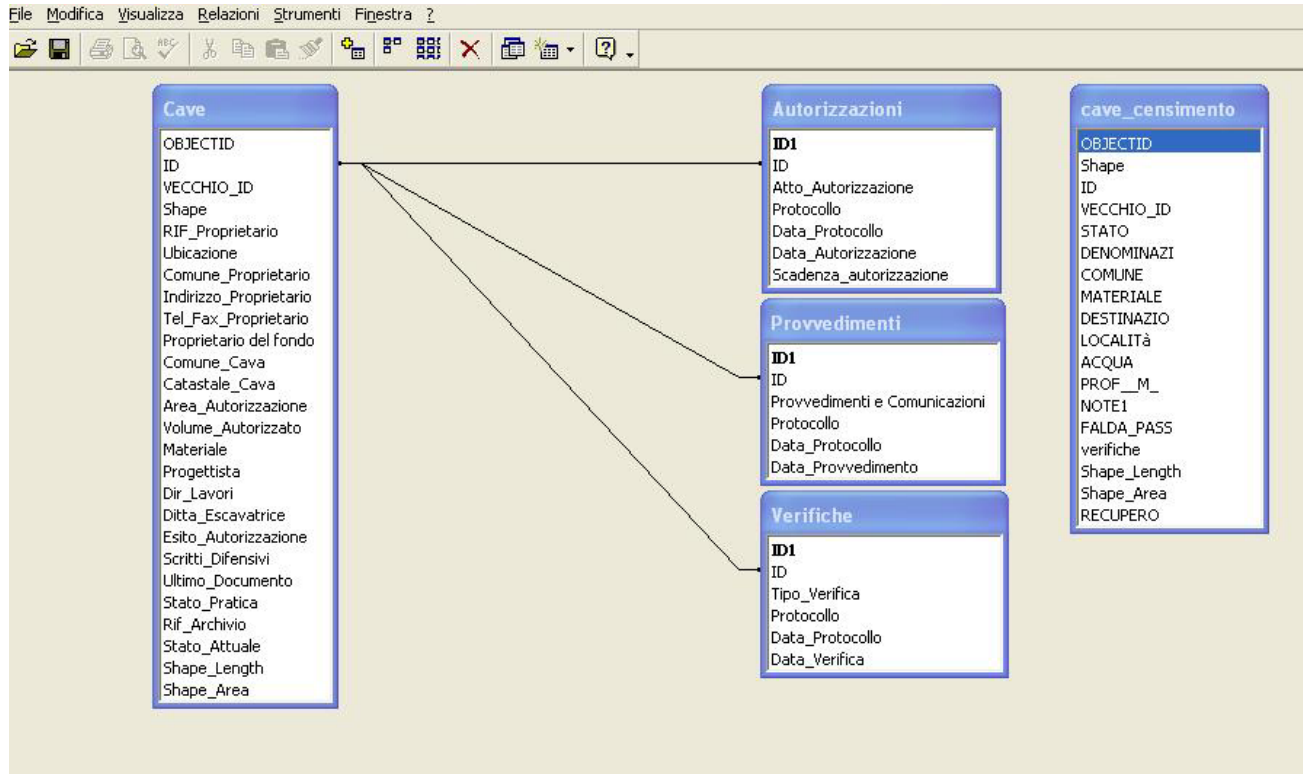 File Modifica Visualizza Relazioni Strumenti Finestra ?
ABC
Cave
OBJECTID
ID
VECCHIO_ID
Shape
RIF_Proprietario
Ubicazione
Comune_Proprietario
Indirizzo_Proprietario
Tel_Fax_Proprietario
Proprietario del fondo
Comune_Cava
Catastale_Cava
Area_Autorizzazione
Volume_Autorizzato
Materiale
Progettista
Dir_Lavori
Ditta_Escavatrice
Esito_Autorizzazione
Scritti_Difensivi
Ultimo_Documento
Stato_Pratica
Rif_Archivio
Stato_Attuale
Shape_Length
Shape_Area
Autorizzazioni
ID1
ID
Atto_Autorizzazione
Protocollo
Data_Protocollo
Data_Autorizzazione
Scadenza_autorizzazione
Provvedimenti
ID1
ID
Provvedimenti e Comunicazioni
Protocollo
Data_Protocollo
Data_Provvedimento
Verifiche
ID1
ID
Tipo_Verifica
Protocollo
Data_Protocollo
Data_Verifica
cave_censimento
OBJECTID
Shape
ID
VECCHIO_ID
STATO
DENOMINAZI
COMUNE
MATERIALE
DESTINAZIO
LOCALITà
ACQUA
PROF__M_
NOTE1
FALDA_PASS
verifiche
Shape_Length
Shape_Area
RECUPERO